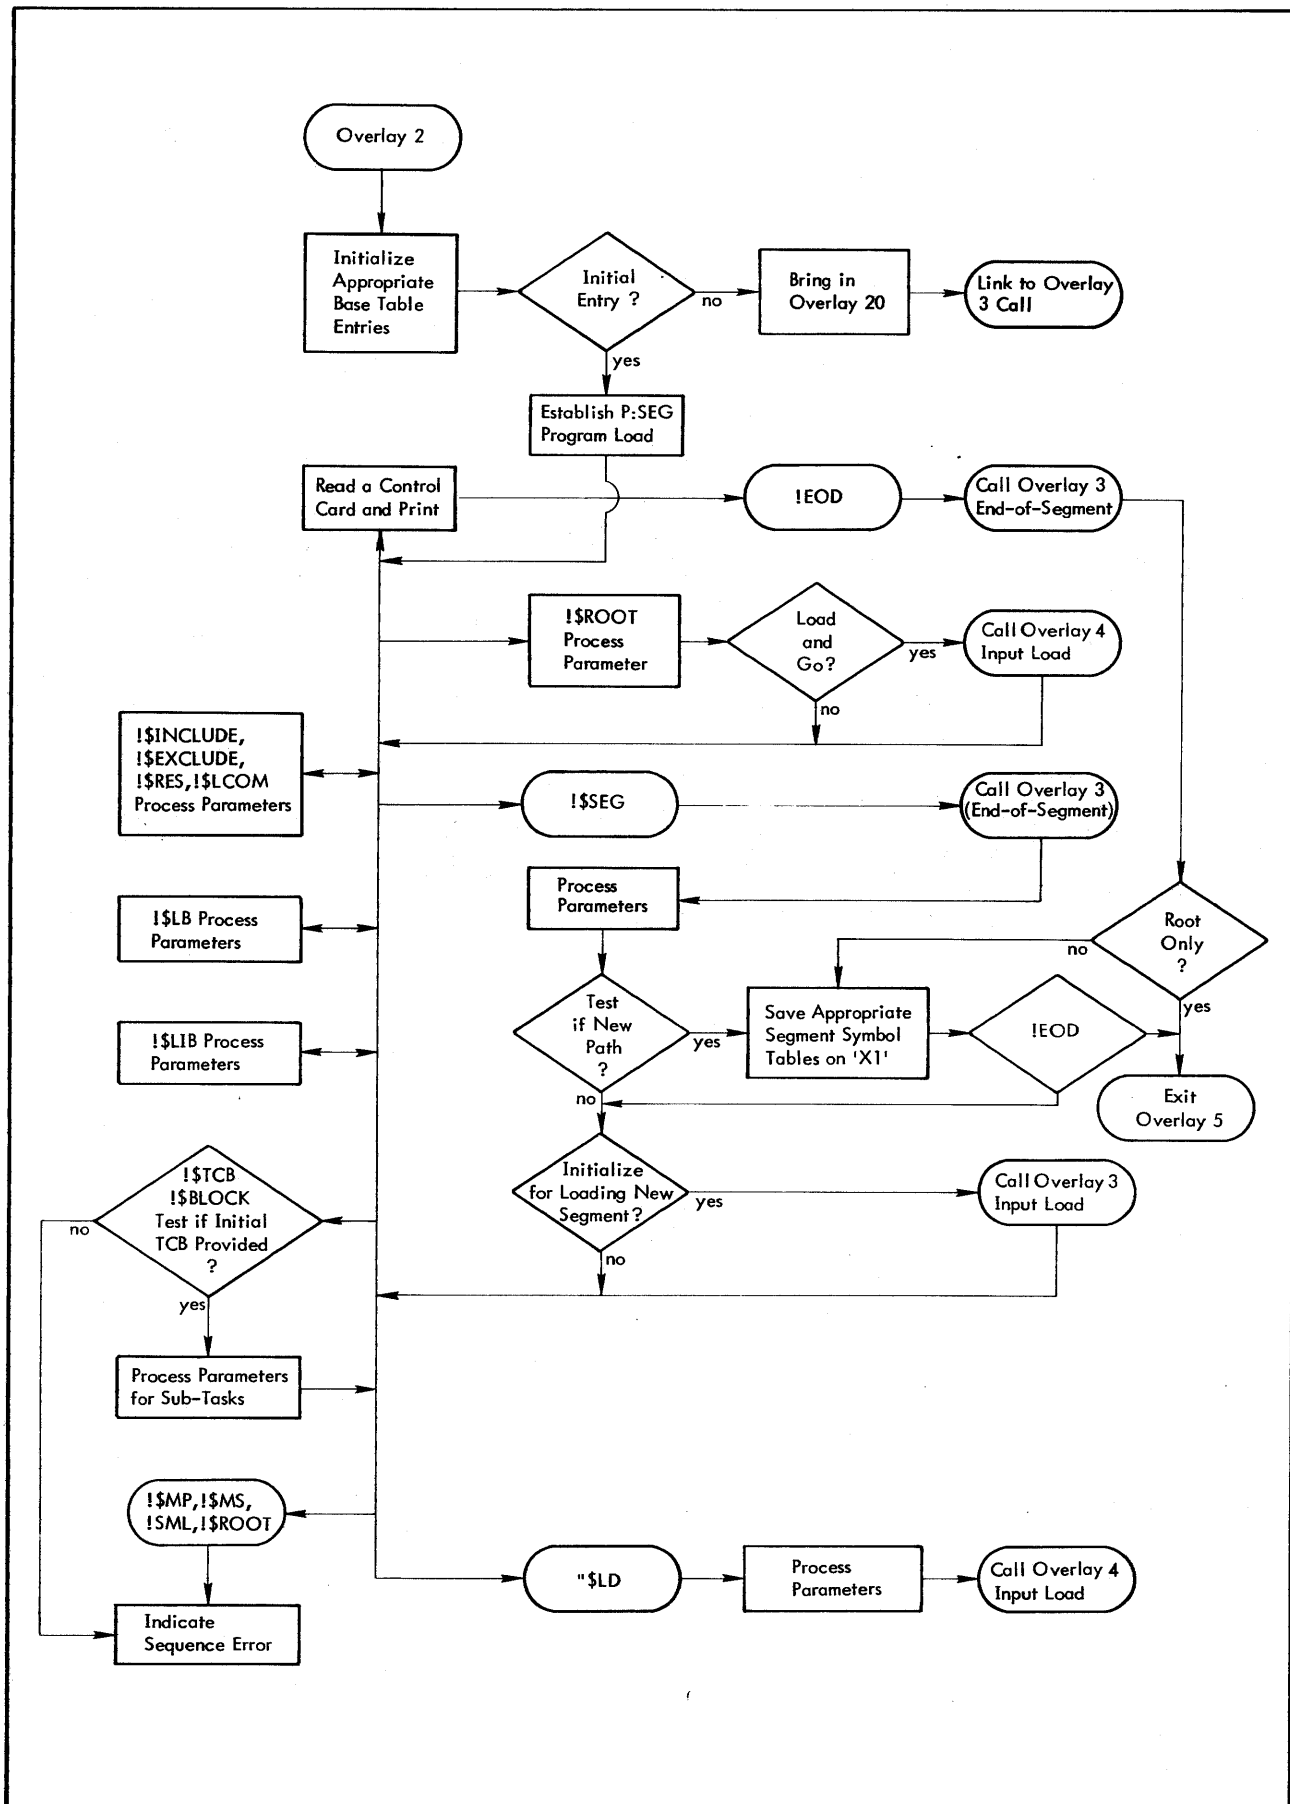 Overlay 2
Initialize
Appropriate
Base Table
Entries
Initial
Entry ?
no
yes
Bring in
Overlay 20
Link to Overlay
3 Call
Establish P:SEG
Program Load
Read a Control
Card and Print
!EOD
Call Overlay 3
End-of-Segment
!$ROOT
Process
Parameter
Load
and
Go?
yes
no
Call Overlay 4
Input Load
!$INCLUDE,
!$EXCLUDE,
!$RES,!$LCOM
Process Parameters
!$SEG
Call Overlay 3
(End-of-Segment)
Process
Parameters
!$LB Process
Parameters
Root
Only
?
no
yes
Test
if New
Path
?
yes
no
Save Appropriate
Segment Symbol
Tables on 'X1'
!EOD
!$LIB Process
Parameters
Exit
Overlay 5
!$TCB
!$BLOCK
Test if Initial
TCB Provided
?
no
yes
Initialize
for Loading New
Segment?
yes
no
Call Overlay 3
Input Load
Process Parameters
for Sub-Tasks
!$MP,!$MS,
!SML,!$ROOT
Indicate
Sequence Error
"$LD
Process
Parameters
Call Overlay 4
Input Load